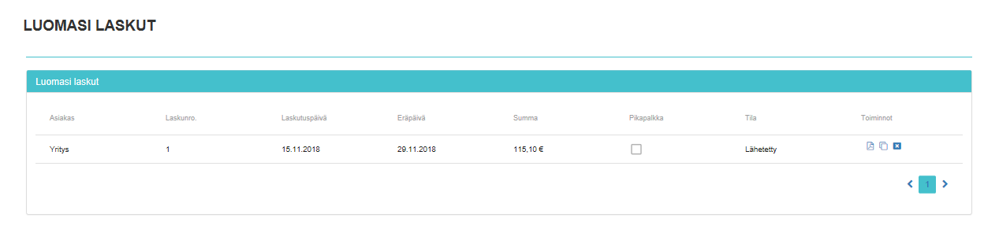 LUOMASI LASKUT
Luomasi laskut
Asiakas Laskunro. Laskutuspäivä Eräpäivä Summa Pikapalkka Tila Toiminnot
Yritys 1 15.11.2018 29.11.2018 115,10 € Lähetetty
1